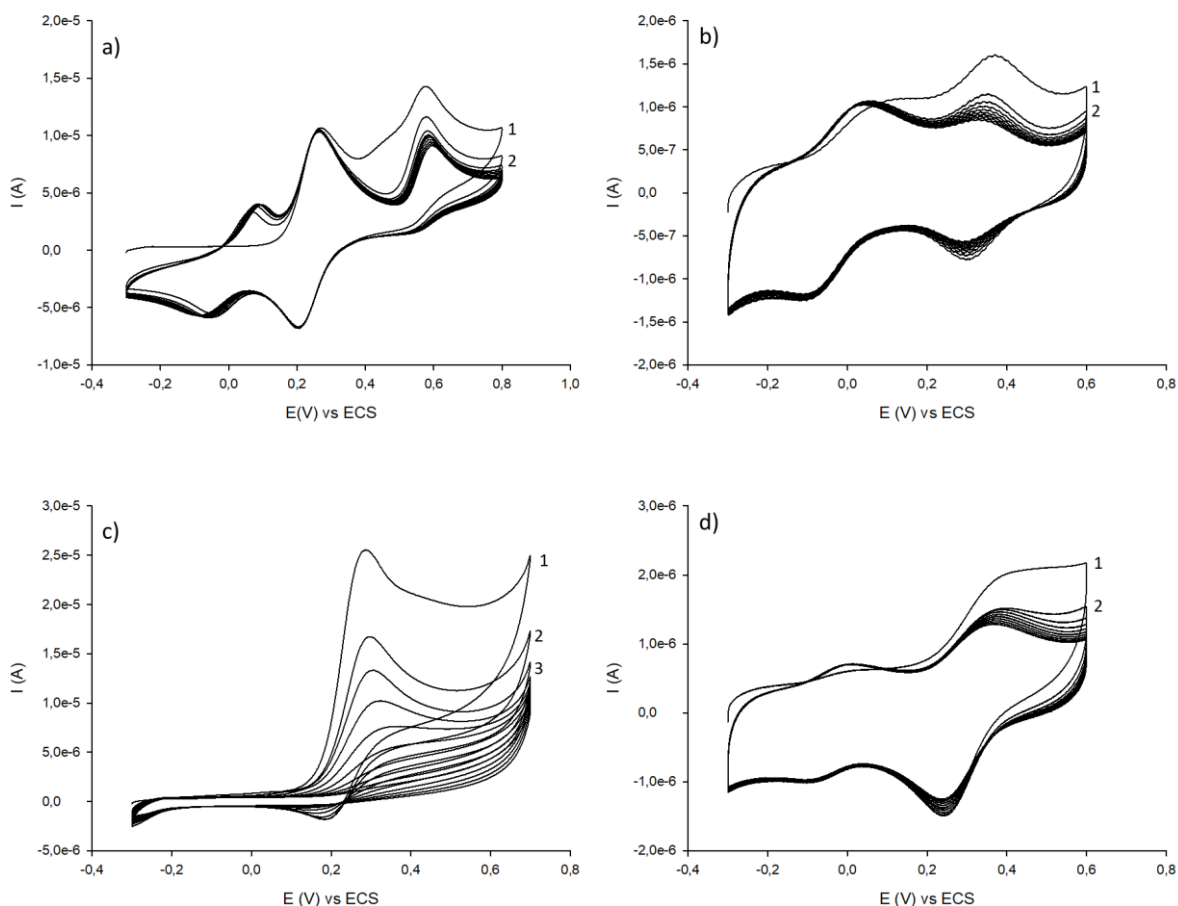 a)
I (A)
2,0e-5
1,5e-5
1,0e-5
5,0e-6
0,0
-5,0e-6
-1,0e-5
1
2
-0,4 -0,2 0,0 0,2 0,4 0,6 0,8 1,0
E(V) vs ECS
b)
I (A)
2,0e-6
1,5e-6
1,0e-6
5,0e-7
0,0
-5,0e-7
-1,0e-6
-1,5e-6
-2,0e-6
1
2
-0,4 -0,2 0,0 0,2 0,4 0,6 0,8
E (V) vs ECS
c)
I (A)
3,0e-5
2,5e-5
2,0e-5
1,5e-5
1,0e-5
5,0e-6
0,0
-5,0e-6
1
2
3
-0,4 -0,2 0,0 0,2 0,4 0,6 0,8
E (V) vs ECS
d)
I (A)
3,0e-6
2,0e-6
1,0e-6
0,0
-1,0e-6
-2,0e-6
1
2
-0,4 -0,2 0,0 0,2 0,4 0,6 0,8
E (V) vs ECS